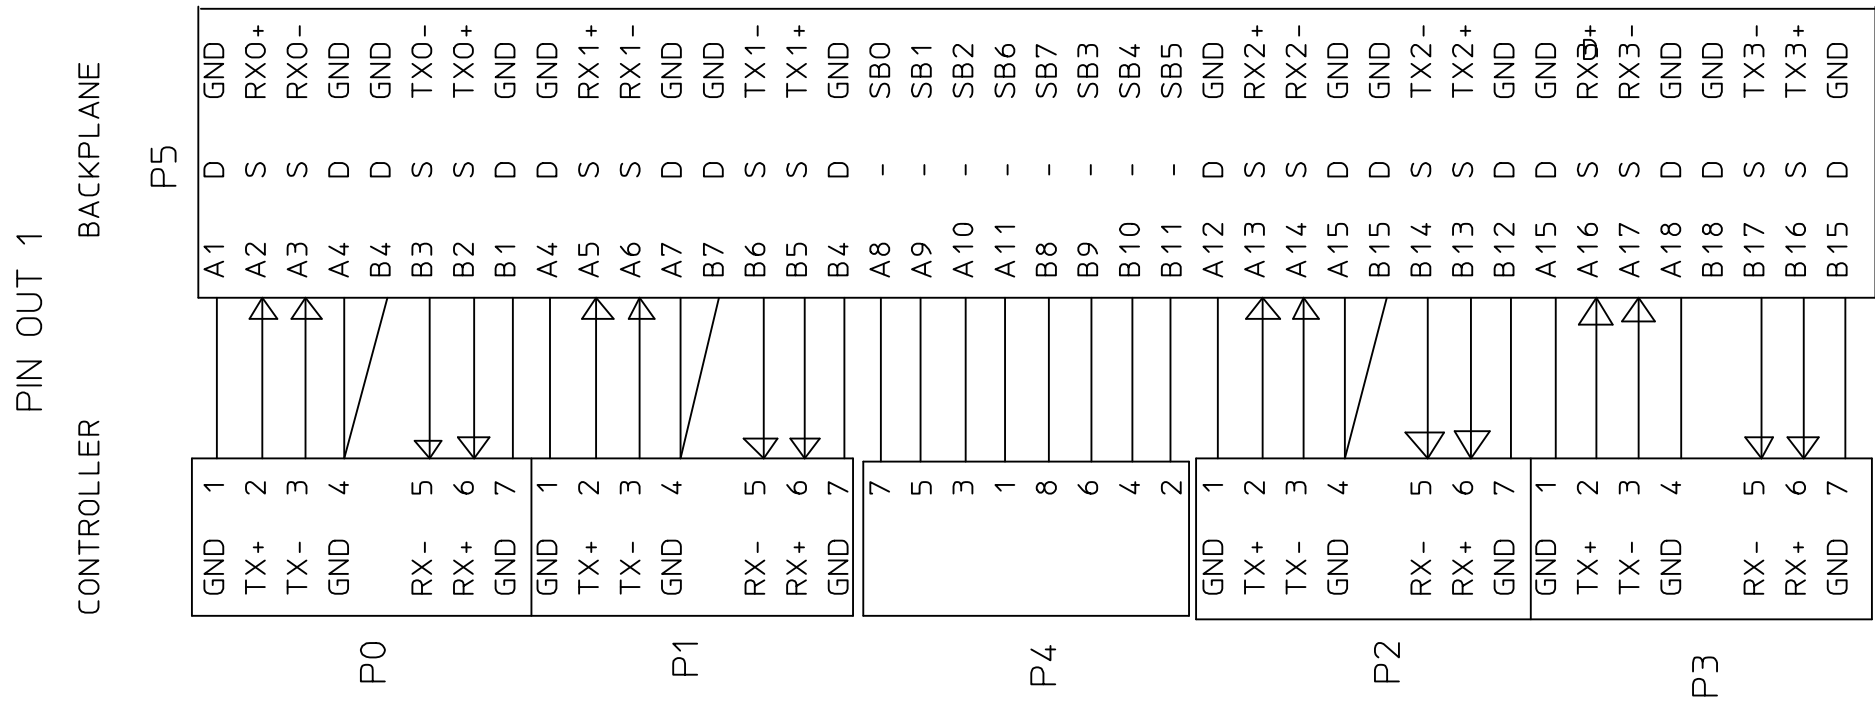 PIN OUT 1
BACKPLANE
CONTROLLER
P5
GND RX0+ RX0- GND GND TX0- TX0+ GND GND RX1+ RX1- GND GND TX1- TX1+ GND SB0 SB1 SB2 SB6 SB7 SB3 SB4 SB5 GND RX2+ RX2- GND GND TX2- TX2+ GND GND RX3+ RX3- GND GND TX3- TX3+ GND
D S S D D S S D D S S D D S S D - - - - - - - - D S S D D S S D D S S D D S S D
A1 A2 A3 A4 B4 B3 B2 B1 A4 A5 A6 A7 B7 B6 B5 B4 A8 A9 A10 A11 B8 B9 B10 B11 A12 A13 A14 A15 B15 B14 B13 B12 A15 A16 A17 A18 B18 B17 B16 B15
1 2 3 4 5 6 7 1 2 3 4 5 6 7 7 5 3 1 8 6 4 2 1 2 3 4 5 6 7 1 2 3 4 5 6 7
GND TX+ TX- GND RX- RX+ GND GND TX+ TX- GND RX- RX+ GND GND TX+ TX- GND RX- RX+ GND GND TX+ TX- GND RX- RX+ GND
P0 P1 P4 P2 P3